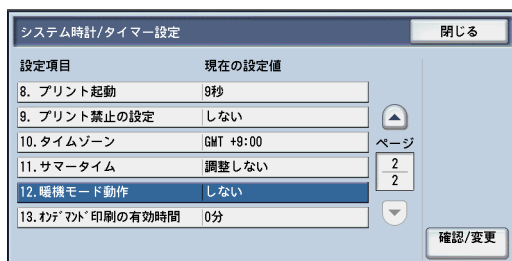 システム時計/タイマー設定
閉じる
設定項目 現在の設定値
8. プリント起動 9秒
9. プリント禁止の設定 しない
10.タイムゾーン GMT +9:00
ページ
11.サマータイム 調整しない
2
2
12.暖機モード動作 しない
13.オンデマンド印刷の有効時間 0分
確認/変更